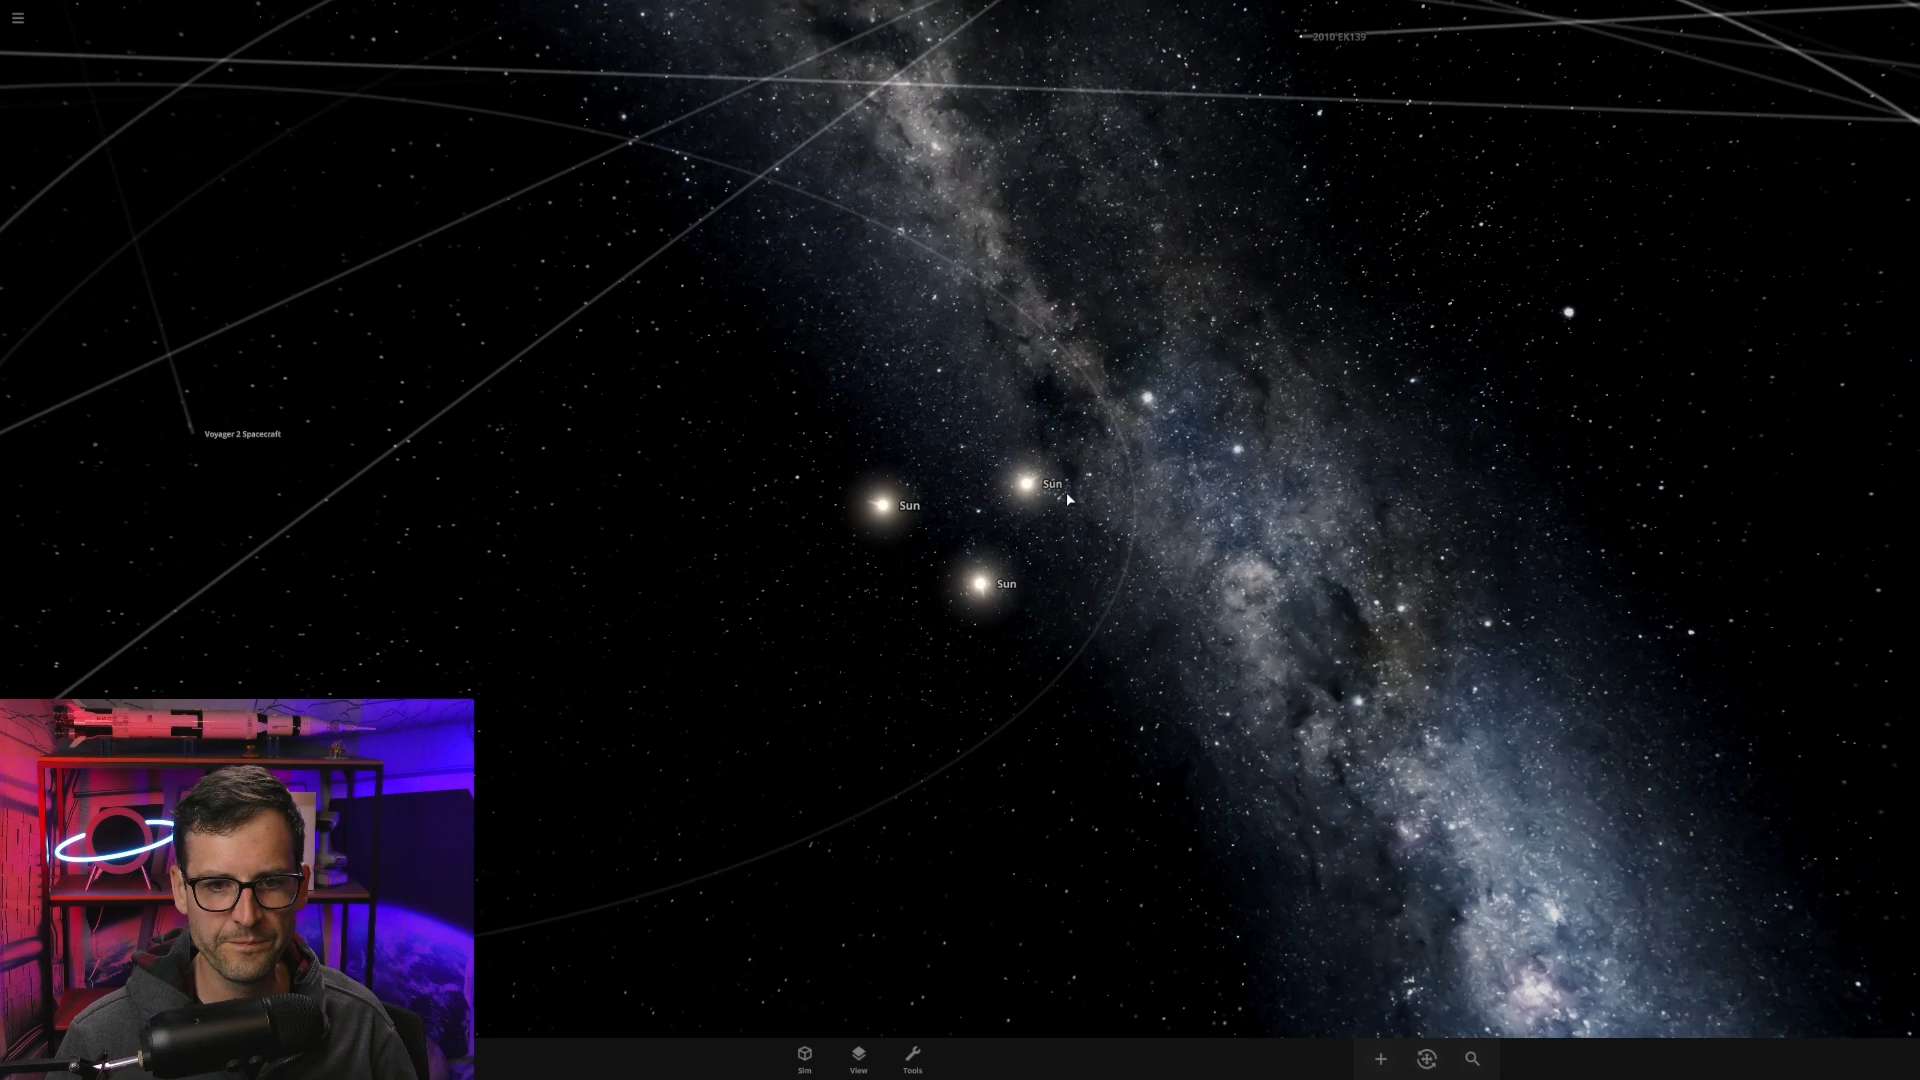 2010 EK139
Voyager 2 Spacecraft
Sun
Sun
Sun
Sim
View
Tools